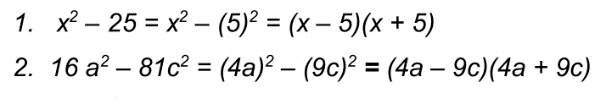 1. x² – 25 = x² – (5)² = (x – 5)(x + 5)
2. 16 a² – 81c² = (4a)² – (9c)² = (4a – 9c)(4a + 9c)